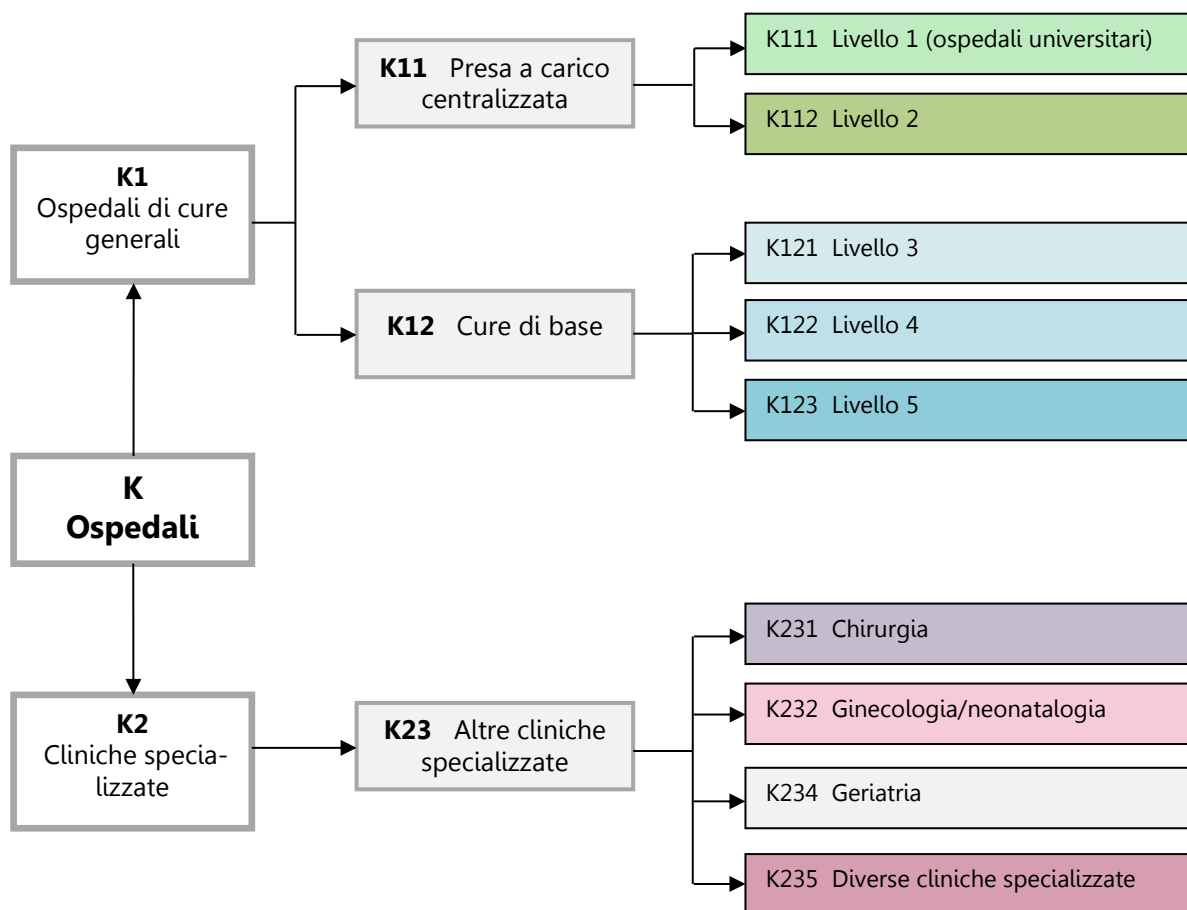 K111 Livello 1 (ospedali universitari)
K11 Presa a carico
centralizzata
K112 Livello 2
K1
Ospedali di cure
generali
K121 Livello 3
K12 Cure di base
K122 Livello 4
K123 Livello 5
K
Ospedali
K231 Chirurgia
K232 Ginecologia/neonatalogia
K2
Cliniche specia-
lizzate
K23 Altre cliniche
specializzate
K234 Geriatria
K235 Diverse cliniche specializzate